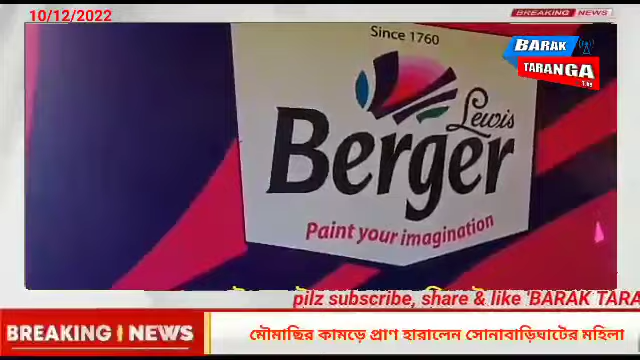 10/12/2022
BREAKING NEWS
Since 1760
BARAK
TARANGA
Lewis
Berger
Paint your imagination
plz subscribe, share & like 'BARAK TARA
BREAKING NEWS
মৌমাছির কামড়ে প্রাণ হারালেন সোনাবাড়িঘাটের মহিলা